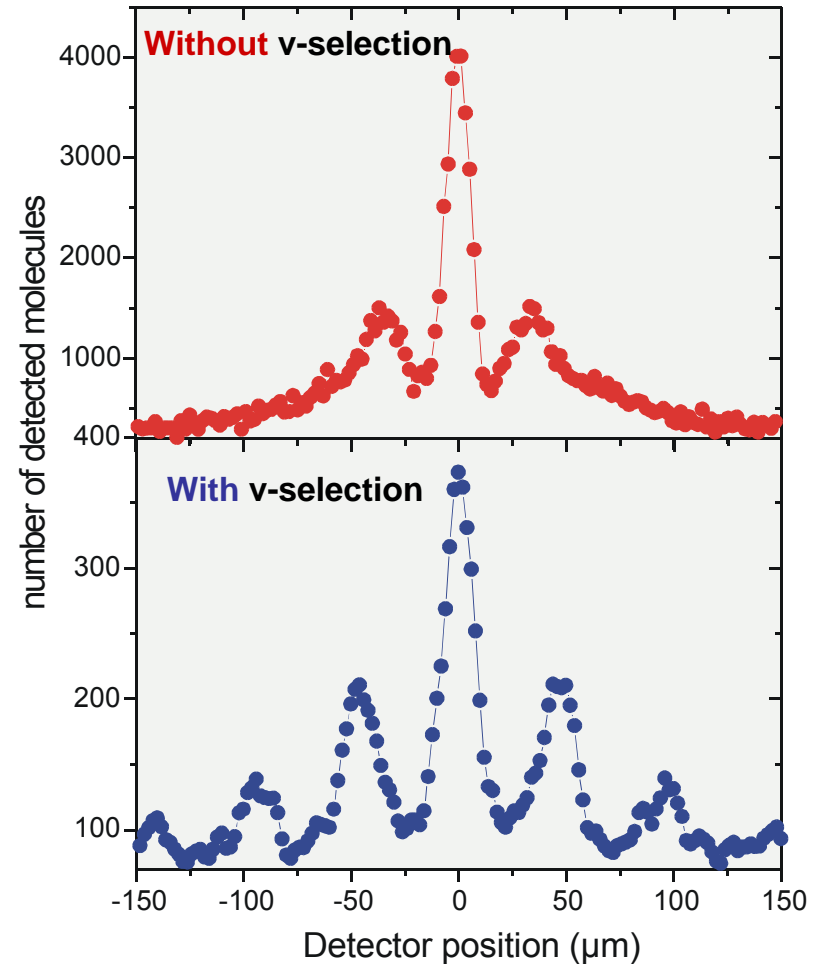 Without v-selection
4000
3000
2000
1000
400
With v-selection
300
200
100
-150 -100 -50 0 50 100 150
Detector position (µm)
number of detected molecules